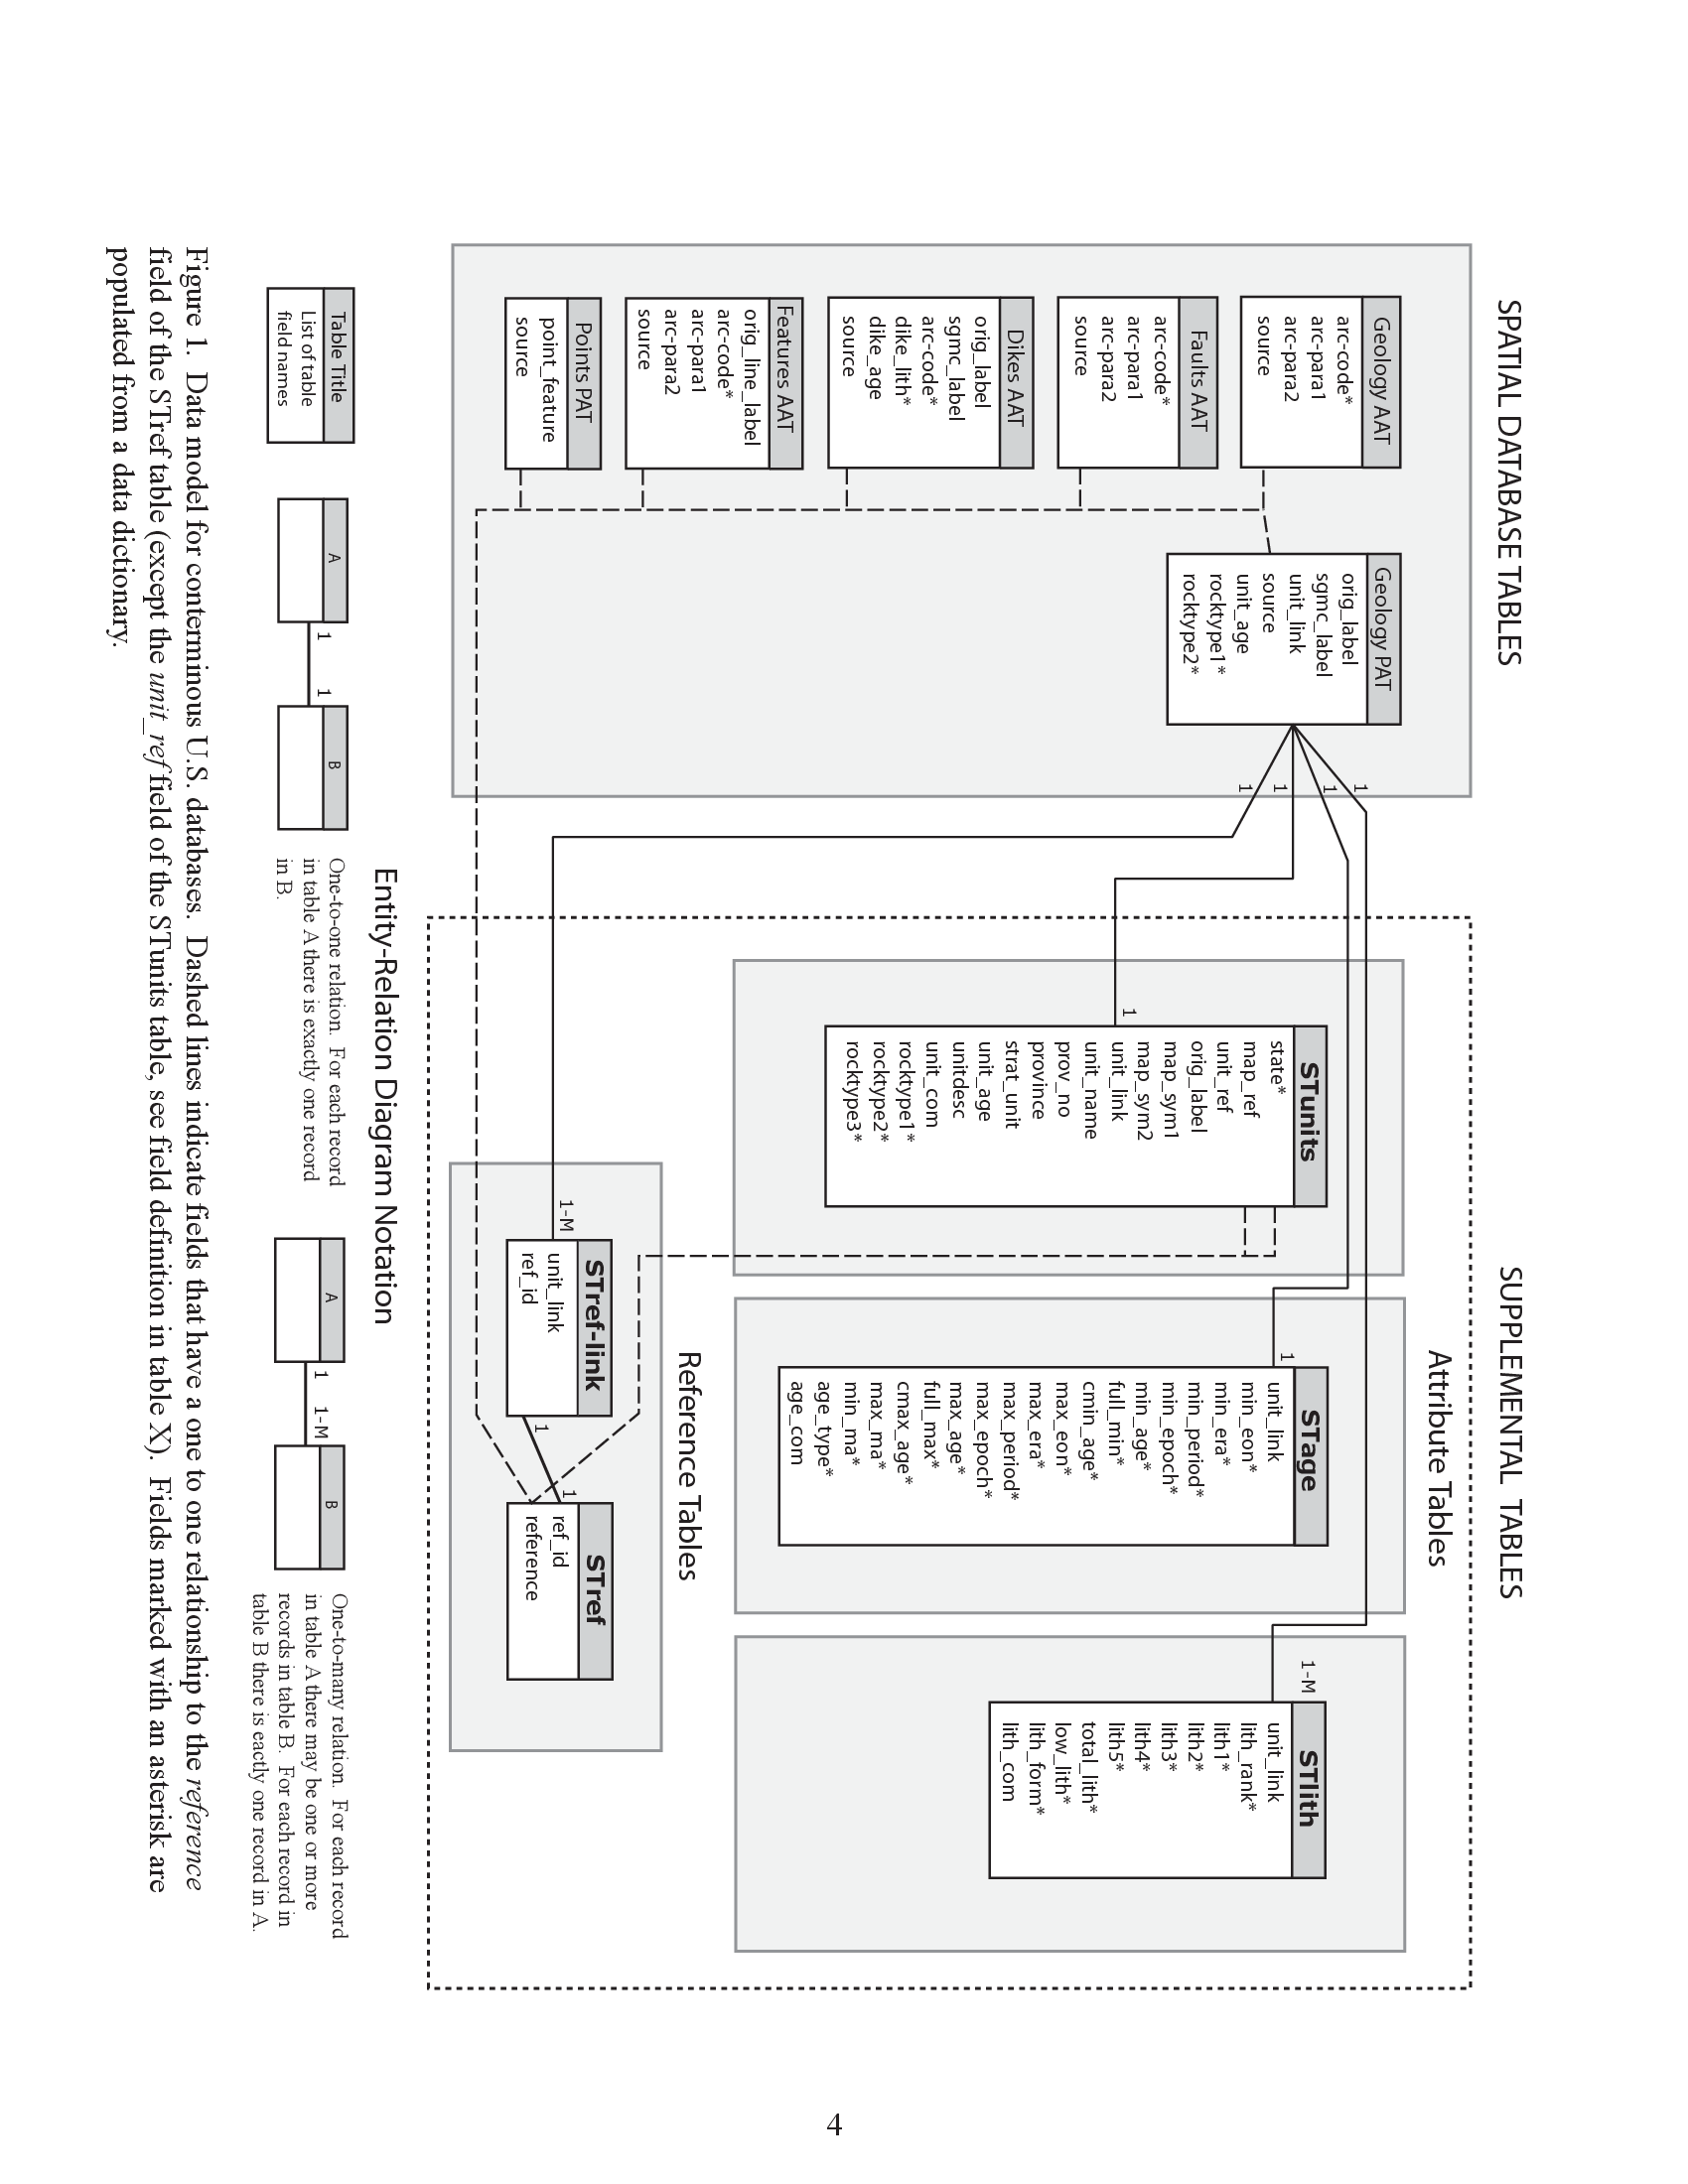 SPATIAL DATABASE TABLES
Geology AAT
arc-code*
arc-para1
arc-para2
source
Faults AAT
arc-code*
arc-para1
arc-para2
source
Dikes AAT
orig_label
sgmc_label
arc-code*
dike_lith*
dike_age
source
Features AAT
orig_line_label
arc-code*
arc-para1
arc-para2
source
Points PAT
point_feature
source
Geology PAT
orig_label
sgmc_label
unit_link
source
unit_age
rocktype1*
rocktype2*
1
1
1
1
SUPPLEMENTAL TABLES
Attribute Tables
1
STunits
state*
map_ref
unit_ref
orig_label
map_sym1
map_sym2
unit_link
unit_name
prov_no
province
strat_unit
unit_age
unitdesc
unit_com
rocktype1*
rocktype2*
rocktype3*
1
STage
unit_link
min_eon*
min_era*
min_period*
min_epoch*
min_age*
full_min*
cmin_age*
max_eon*
max_era*
max_period*
max_epoch*
max_age*
full_max*
cmax_age*
max_ma*
min_ma*
age_type*
age_com
1-M
STlith
unit_link
lith_rank*
lith1*
lith2*
lith3*
lith4*
lith5*
total_lith*
low_lith*
lith_form*
lith_com
Reference Tables
1-M
STref-link
unit_link
ref_id
1
1
STref
ref_id
reference
Entity-Relation Diagram Notation
Table Title
List of table
field names
A
1
1
B
One-to-one relation. For each record
in table A there is exactly one record
in B.
A
1
1-M
B
One-to-many relation. For each record
in table A there may be one or more
records in table B. For each record in
table B there is eactly one record in A.
Figure 1. Data model for conterminous U.S. databases. Dashed lines indicate fields that have a one to one relationship to the reference
field of the STref table (except the unit_ref field of the STunits table, see field definition in table X). Fields marked with an asterisk are
populated from a data dictionary.
4